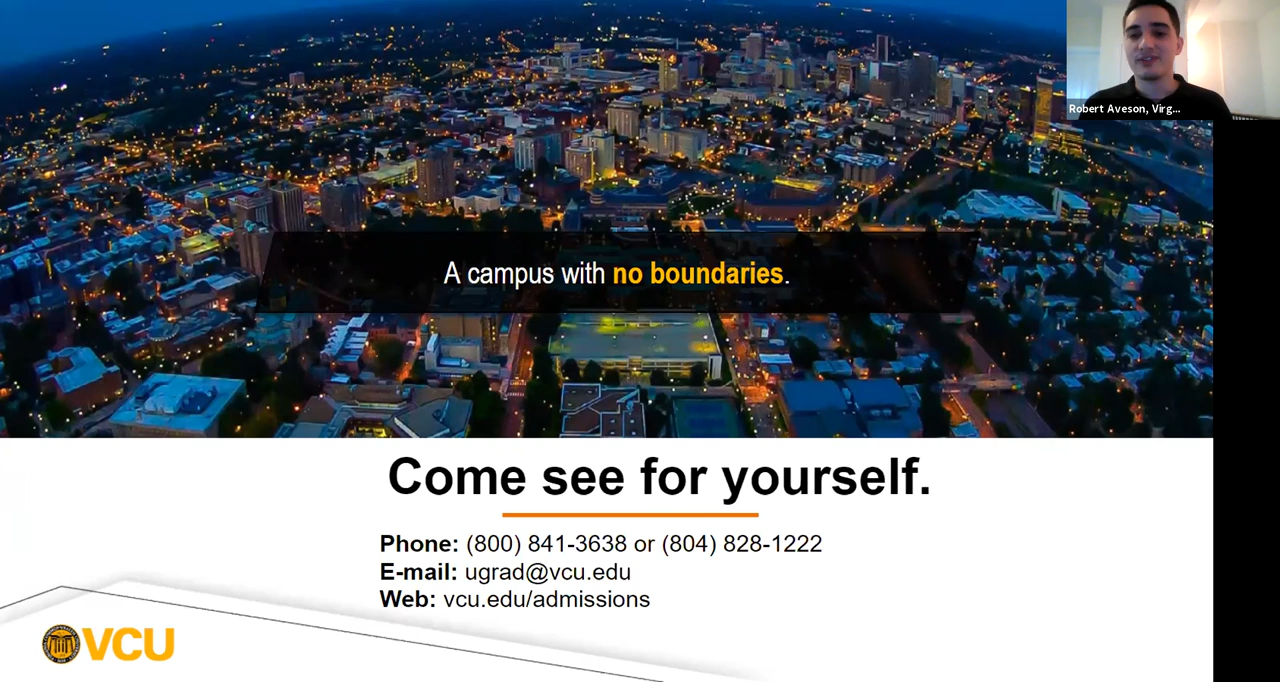 Robert Aveson, Virg...
A campus with no boundaries.
Come see for yourself.
Phone: (800) 841-3638 or (804) 828-1222
E-mail: ugrad@vcu.edu
Web: vcu.edu/admissions
VCU